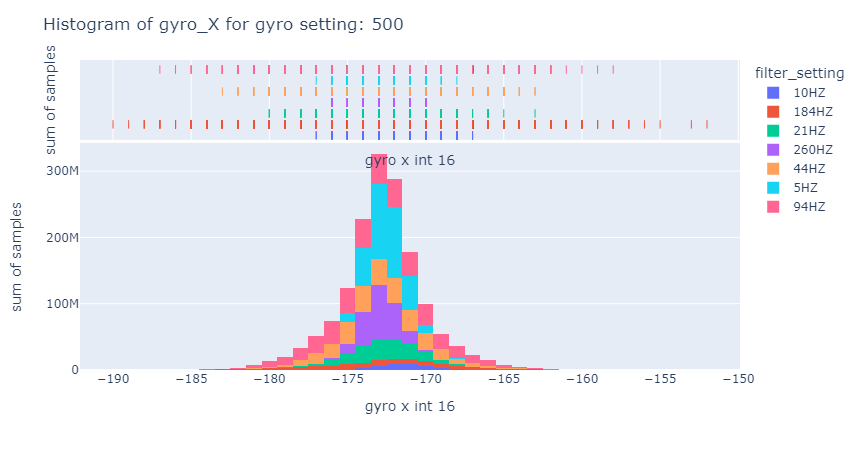 Histogram of gyro_X for gyro setting: 500
sum of samples
filter_setting
10HZ
184HZ
21HZ
260HZ
44HZ
5HZ
94HZ
gyro x int 16
sum of samples
300M
200M
100M
0
−190 −185 −180 −175 −170 −165 −160 −155 −150
gyro x int 16